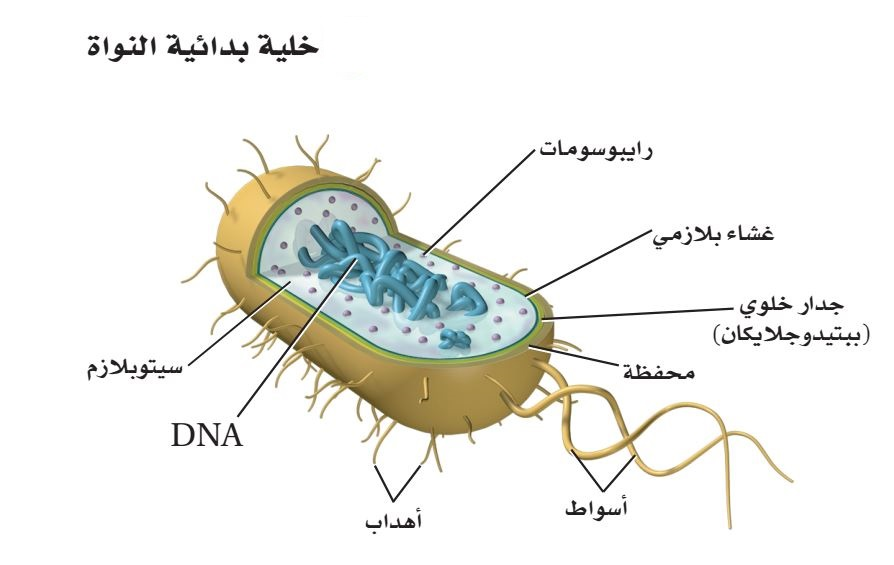 خلية بدائية النواة
رايبوسومات
غشاء بلازمي
جدار خلوي
(ببتيدوجلايكان)
محفظة
سيتوبلازم
DNA
أسواط
أهداب